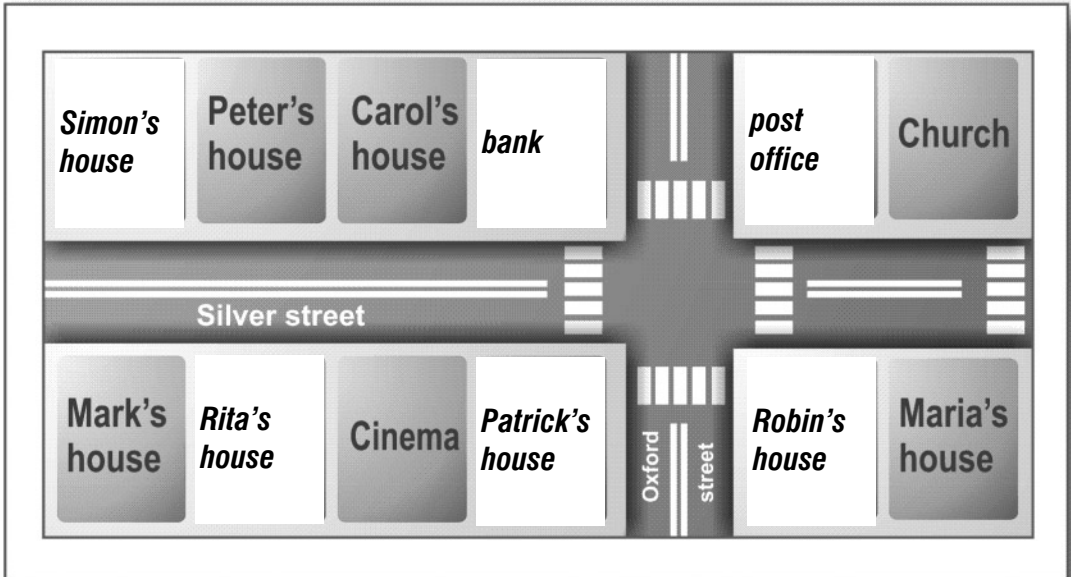 Simon's
house
Peter's
house
Carol's
house
bank
post
office
Church
Silver street
Mark's
house
Rita's
house
Cinema
Patrick's
house
Oxford
street
Robin's
house
Maria's
house